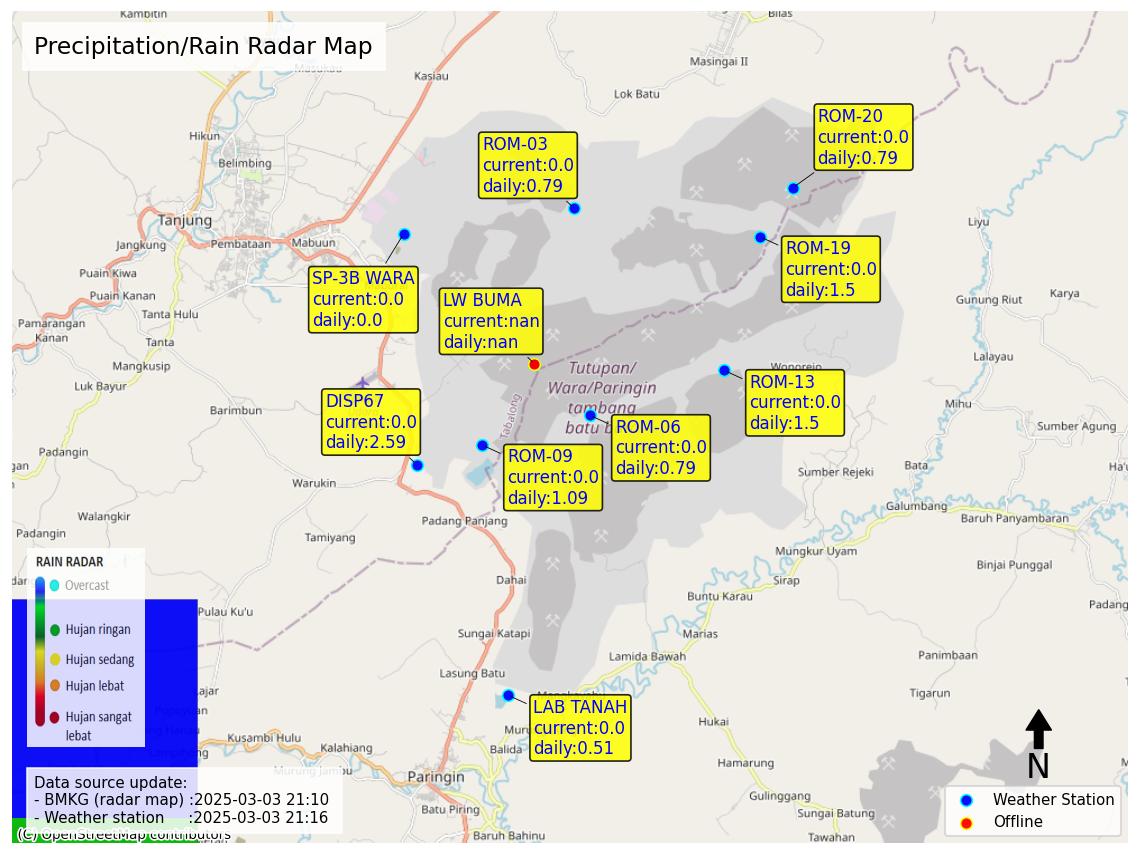 Kambitin
Bilas
Precipitation/Rain Radar Map
Masukau
Kasiau
Masingai II
Lok Batu
ROM-20
current:0.0
daily:0.79
Hikun
ROM-03
current:0.0
daily:0.79
Belimbing
Tanjung
Liyu
Jangkung
Pembataan
Mabuun
ROM-19
current:0.0
daily:1.5
Puain Kiwa
SP-3B WARA
current:0.0
daily:0.0
Puain Kanan
LW BUMA
current:nan
daily:nan
Gunung Riut
Karya
Tanta Hulu
Pamarangan
Kanan
Tanta
Lalayau
Mangkusip
Tutupan/
Wara/Paringin
tambang
batu b
Wonorejo
ROM-13
current:0.0
daily:1.5
Luk Bayur
Barimbun
DISP67
current:0.0
daily:2.59
Tabalong
Mihu
ROM-06
current:0.0
daily:0.79
Sumber Agung
Padangin
ROM-09
current:0.0
daily:1.09
gan
Bata
Sumber Rejeki
Warukin
Galumbang
Walangkir
Padang Panjang
Baruh Panyambaran
Padangin
Tamiyang
Mungkur Uyam
Binjai Punggal
RAIN RADAR
Overcast
Hujan ringan
Hujan sedang
Hujan lebat
Hujan sangat
lebat
Dahai
Sirap
Buntu Karau
Padang
Pulau Ku'u
Sungai Katapi
Marias
Lamida Bawah
Panimbaan
Lasung Batu
Tigarun
LAB TANAH
current:0.0
daily:0.51
Hukai
Kusambi Hulu
Kalahiang
Balida
Murung Jambu
Paringin
Hamarung
N
Data source update:
- BMKG (radar map) :2025-03-03 21:10
- Weather station :2025-03-03 21:16
Batu Piring
Gulinggang
Sungai Batung
Weather Station
Offline
(C) OpenStreetMap contributors
Baruh Bahinu
Tawahan